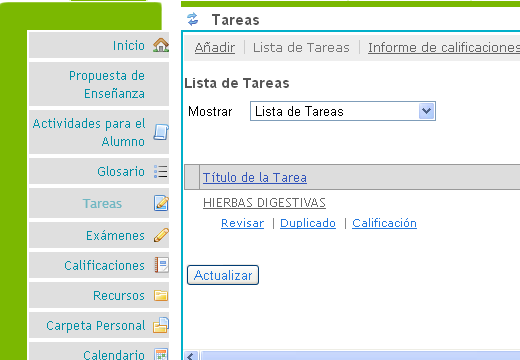 Inicio
Propuesta de
Enseñanza
Actividades para el
Alumno
Glosario
Tareas
Exámenes
Calificaciones
Recursos
Carpeta Personal
Calendario
Tareas
Añadir | Lista de Tareas | Informe de calificaciones
Lista de Tareas
Mostrar Lista de Tareas
Título de la Tarea
HIERBAS DIGESTIVAS
Revisar | Duplicado | Calificación
Actualizar